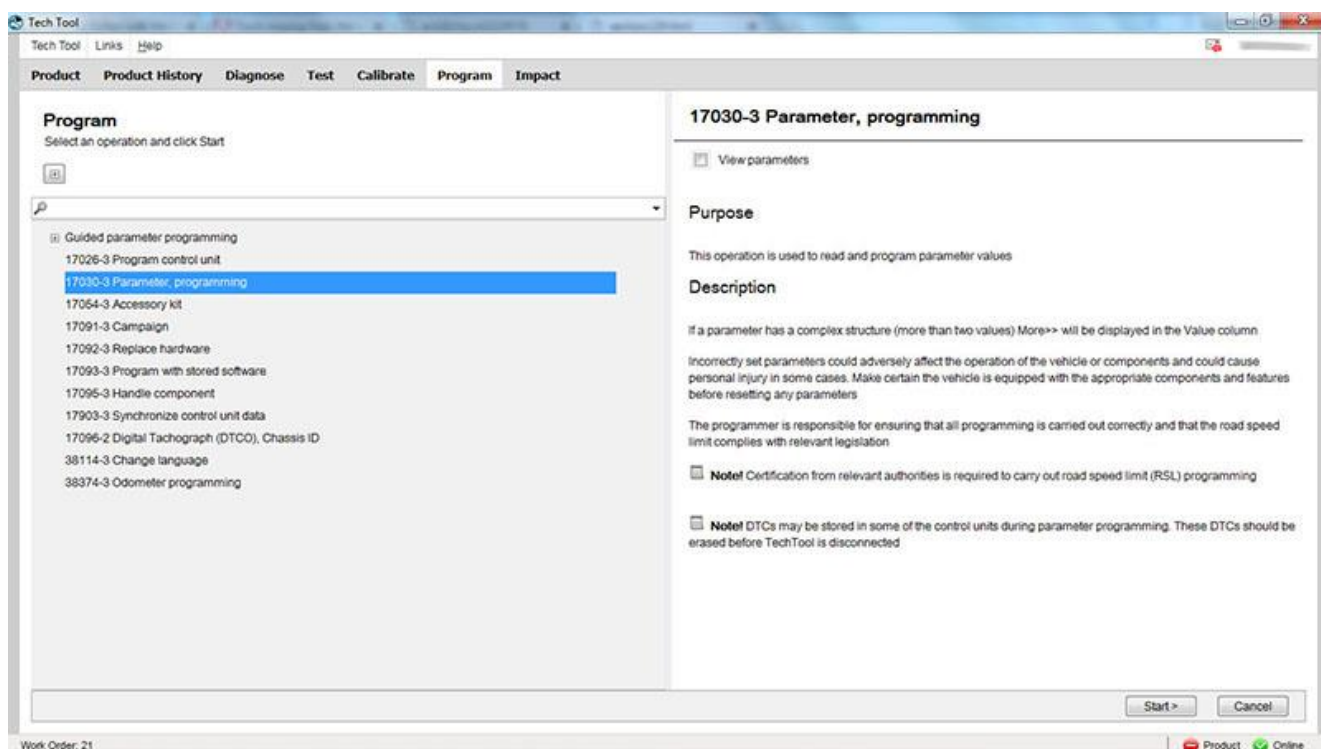 Tech Tool
Tech Tool Links Help
Product Product History Diagnose Test Calibrate Program Impact
Program
Select an operation and click Start
Guided parameter programming
17026-3 Program control unit
17030-3 Parameter, programming
17054-3 Accessory kit
17091-3 Campaign
17092-3 Replace hardware
17093-3 Program with stored software
17095-3 Handle component
17903-3 Synchronize control unit data
17096-2 Digital Tachograph (DTCO), Chassis ID
38114-3 Change language
38374-3 Odometer programming
17030-3 Parameter, programming
View parameters
Purpose
This operation is used to read and program parameter values
Description
If a parameter has a complex structure (more than two values) More>> will be displayed in the Value column
Incorrectly set parameters could adversely affect the operation of the vehicle or components and could cause
personal injury in some cases. Make certain the vehicle is equipped with the appropriate components and features
before resetting any parameters
The programmer is responsible for ensuring that all programming is carried out correctly and that the road speed
limit complies with relevant legislation
Note! Certification from relevant authorities is required to carry out road speed limit (RSL) programming
Note! DTCs may be stored in some of the control units during parameter programming. These DTCs should be
erased before TechTool is disconnected
Start > Cancel
Work Order: 21 Product Online